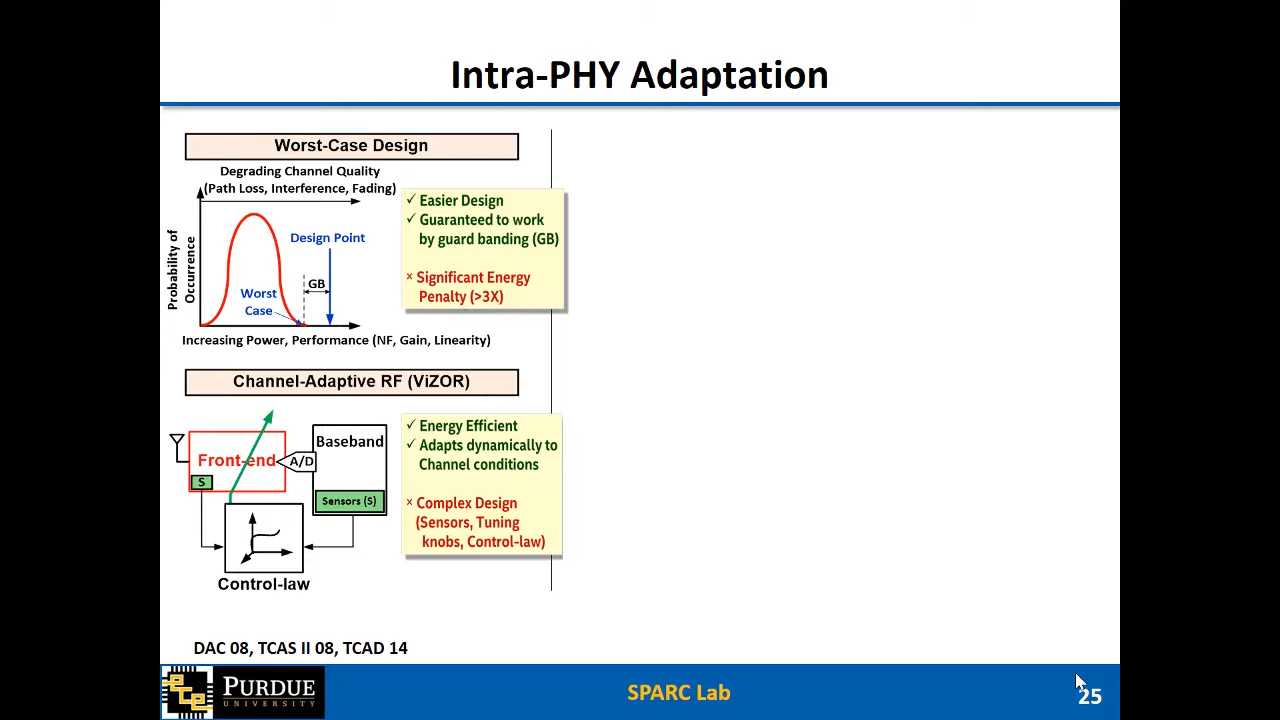 Intra-PHY Adaptation
Worst-Case Design
Degrading Channel Quality
(Path Loss, Interference, Fading)
Probability of
Occurrence
Design Point
GB
Worst
Case
Increasing Power, Performance (NF, Gain, Linearity)
✓ Easier Design
✓ Guaranteed to work
by guard banding (GB)
× Significant Energy
Penalty (>3X)
Channel-Adaptive RF (ViZOR)
Front-end
S
A/D
Baseband
Sensors (S)
Control-law
✓ Energy Efficient
✓ Adapts dynamically to
Channel conditions
× Complex Design
(Sensors, Tuning
knobs, Control-law)
DAC 08, TCAS II 08, TCAD 14
ece
PURDUE
UNIVERSITY
SPARC Lab
25